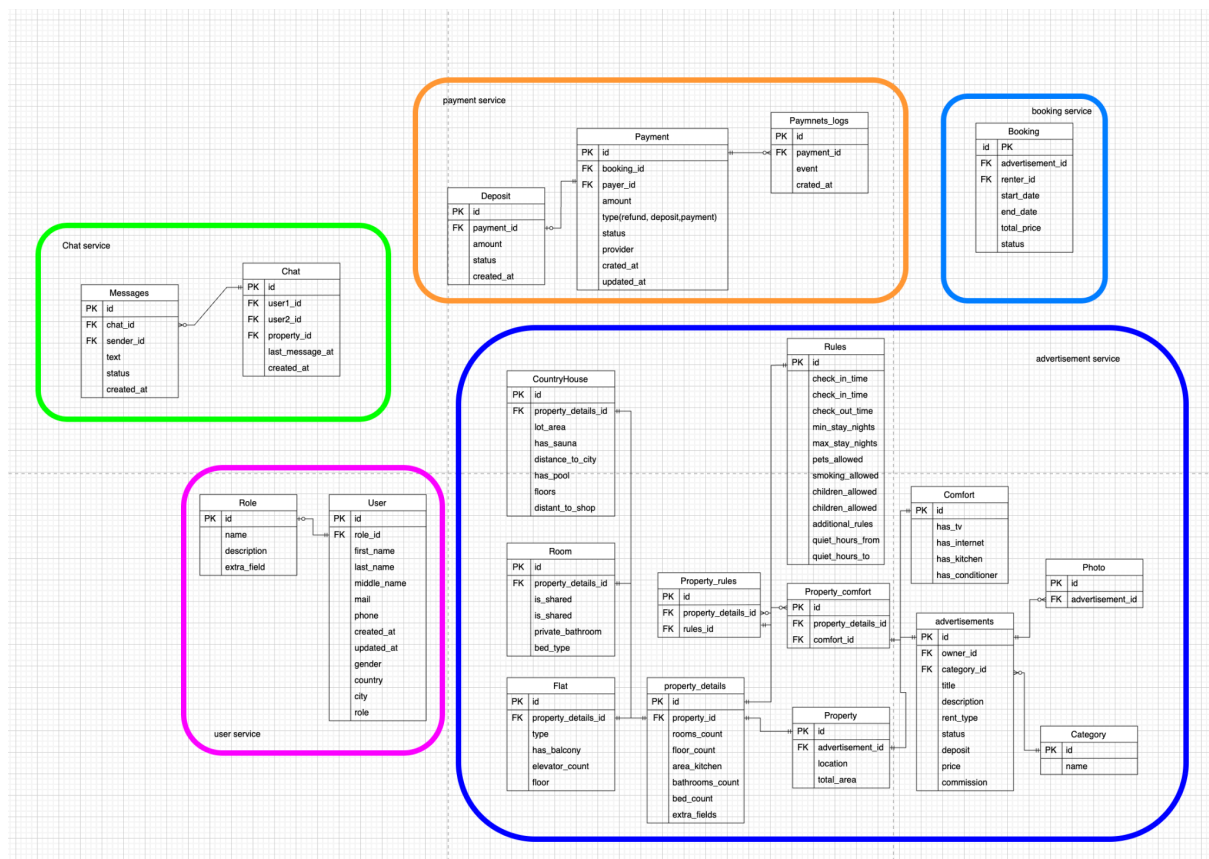 payment service
Payment
PK id
FK booking_id
FK payer_id
amount
type(refund, deposit,payment)
status
provider
crated_at
updated_at
Paymnets_logs
PK id
FK payment_id
event
crated_at
Deposit
PK id
FK payment_id
amount
status
created_at
booking service
Booking
id PK
FK advertisement_id
FK renter_id
start_date
end_date
total_price
status
Chat service
Messages
PK id
FK chat_id
FK sender_id
text
status
created_at
Chat
PK id
FK user1_id
FK user2_id
FK property_id
last_message_at
created_at
Role
PK id
name
description
extra_field
User
PK id
FK role_id
first_name
last_name
middle_name
mail
phone
created_at
updated_at
gender
country
city
role
user service
advertisement service
CountryHouse
PK id
FK property_details_id
lot_area
has_sauna
distance_to_city
has_pool
floors
distant_to_shop
Room
PK id
FK property_details_id
is_shared
is_shared
private_bathroom
bed_type
Flat
PK id
FK property_details_id
type
has_balcony
elevator_count
floor
Rules
PK id
check_in_time
check_in_time
check_out_time
min_stay_nights
max_stay_nights
pets_allowed
smoking_allowed
children_allowed
children_allowed
additional_rules
quiet_hours_from
quiet_hours_to
Property_rules
PK id
FK property_details_id
FK rules_id
Property_comfort
PK id
FK property_details_id
FK comfort_id
property_details
PK id
FK property_id
rooms_count
floor_count
area_kitchen
bathrooms_count
bed_count
extra_fields
Property
PK id
FK advertisement_id
location
total_area
Comfort
PK id
has_tv
has_internet
has_kitchen
has_conditioner
Photo
PK id
FK advertisement_id
advertisements
PK id
FK owner_id
FK category_id
title
description
rent_type
status
deposit
price
commission
Category
PK id
name